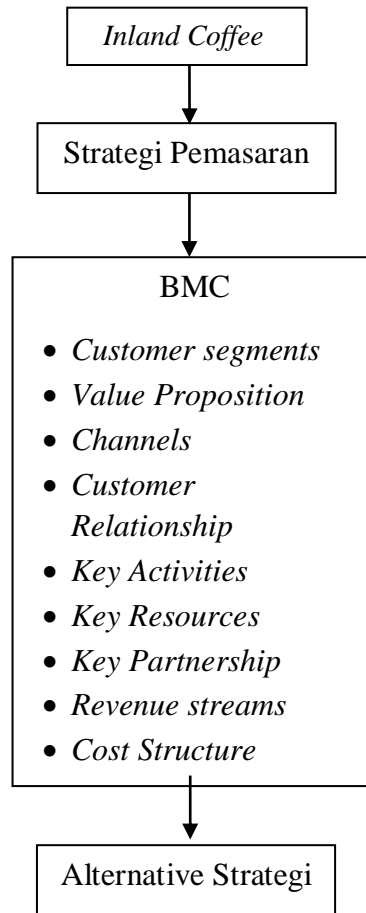 Inland Coffee
Strategi Pemasaran
BMC
• Customer segments
• Value Proposition
• Channels
• Customer
Relationship
• Key Activities
• Key Resources
• Key Partnership
• Revenue streams
• Cost Structure
Alternative Strategi